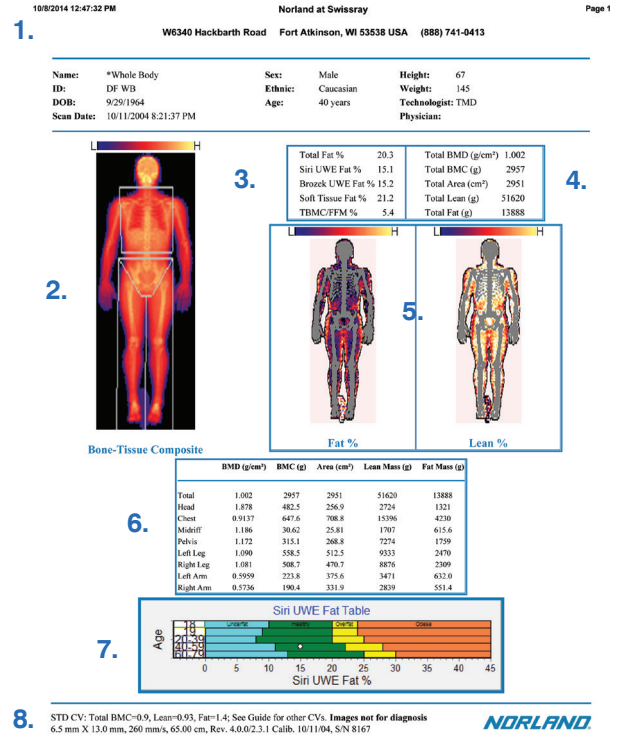 10/8/2014 12:47:32 PM Norland at Swissray Page 1
1.
W6340 Hackbarth Road Fort Atkinson, WI 53538 USA (888) 741-0413
Name: *Whole Body Sex: Male Height: 67
ID: DF WB Ethnic: Caucasian Weight: 145
DOB: 9/29/1964 Age: 40 years Technologist: TMD
Scan Date: 10/11/2004 8:21:37 PM Physician:
L H
2.
Bone-Tissue Composite
3.
Total Fat % 20.3 Total BMD (g/cm²) 1.002
Siri UWE Fat % 15.1 Total BMC (g) 2957
Brozek UWE Fat % 15.2 Total Area (cm²) 2951
Soft Tissue Fat % 21.2 Total Lean (g) 51620
TBMC/FFM % 5.4 Total Fat (g) 13888
4.
L H L H
5.
Fat % Lean %
6.
BMD (g/cm²) BMC (g) Area (cm²) Lean Mass (g) Fat Mass (g)
Total 1.002 2957 2951 51620 13888
Head 1.878 482.5 256.9 2724 1321
Chest 0.9137 647.6 708.8 15396 4230
Midriff 1.186 30.62 25.81 1707 615.6
Pelvis 1.172 315.1 268.8 7274 1759
Left Leg 1.090 558.5 512.5 9333 2470
Right Leg 1.081 508.7 470.7 8876 2309
Left Arm 0.5959 223.8 375.6 3471 632.0
Right Arm 0.5736 190.4 331.9 2839 551.4
7.
Siri UWE Fat Table
Underfat Healthy Overfat Obese
Age
18
19
20-39
40-59
60-79
0 5 10 15 20 25 30 35 40 45
Siri UWE Fat %
8.
STD CV: Total BMC=0.9, Lean=0.93, Fat=1.4; See Guide for other CVs. Images not for diagnosis
6.5 mm X 13.0 mm, 260 mm/s, 65.00 cm, Rev. 4.0.0/2.3.1 Calib. 10/11/04, S/N 8167
NORLAND